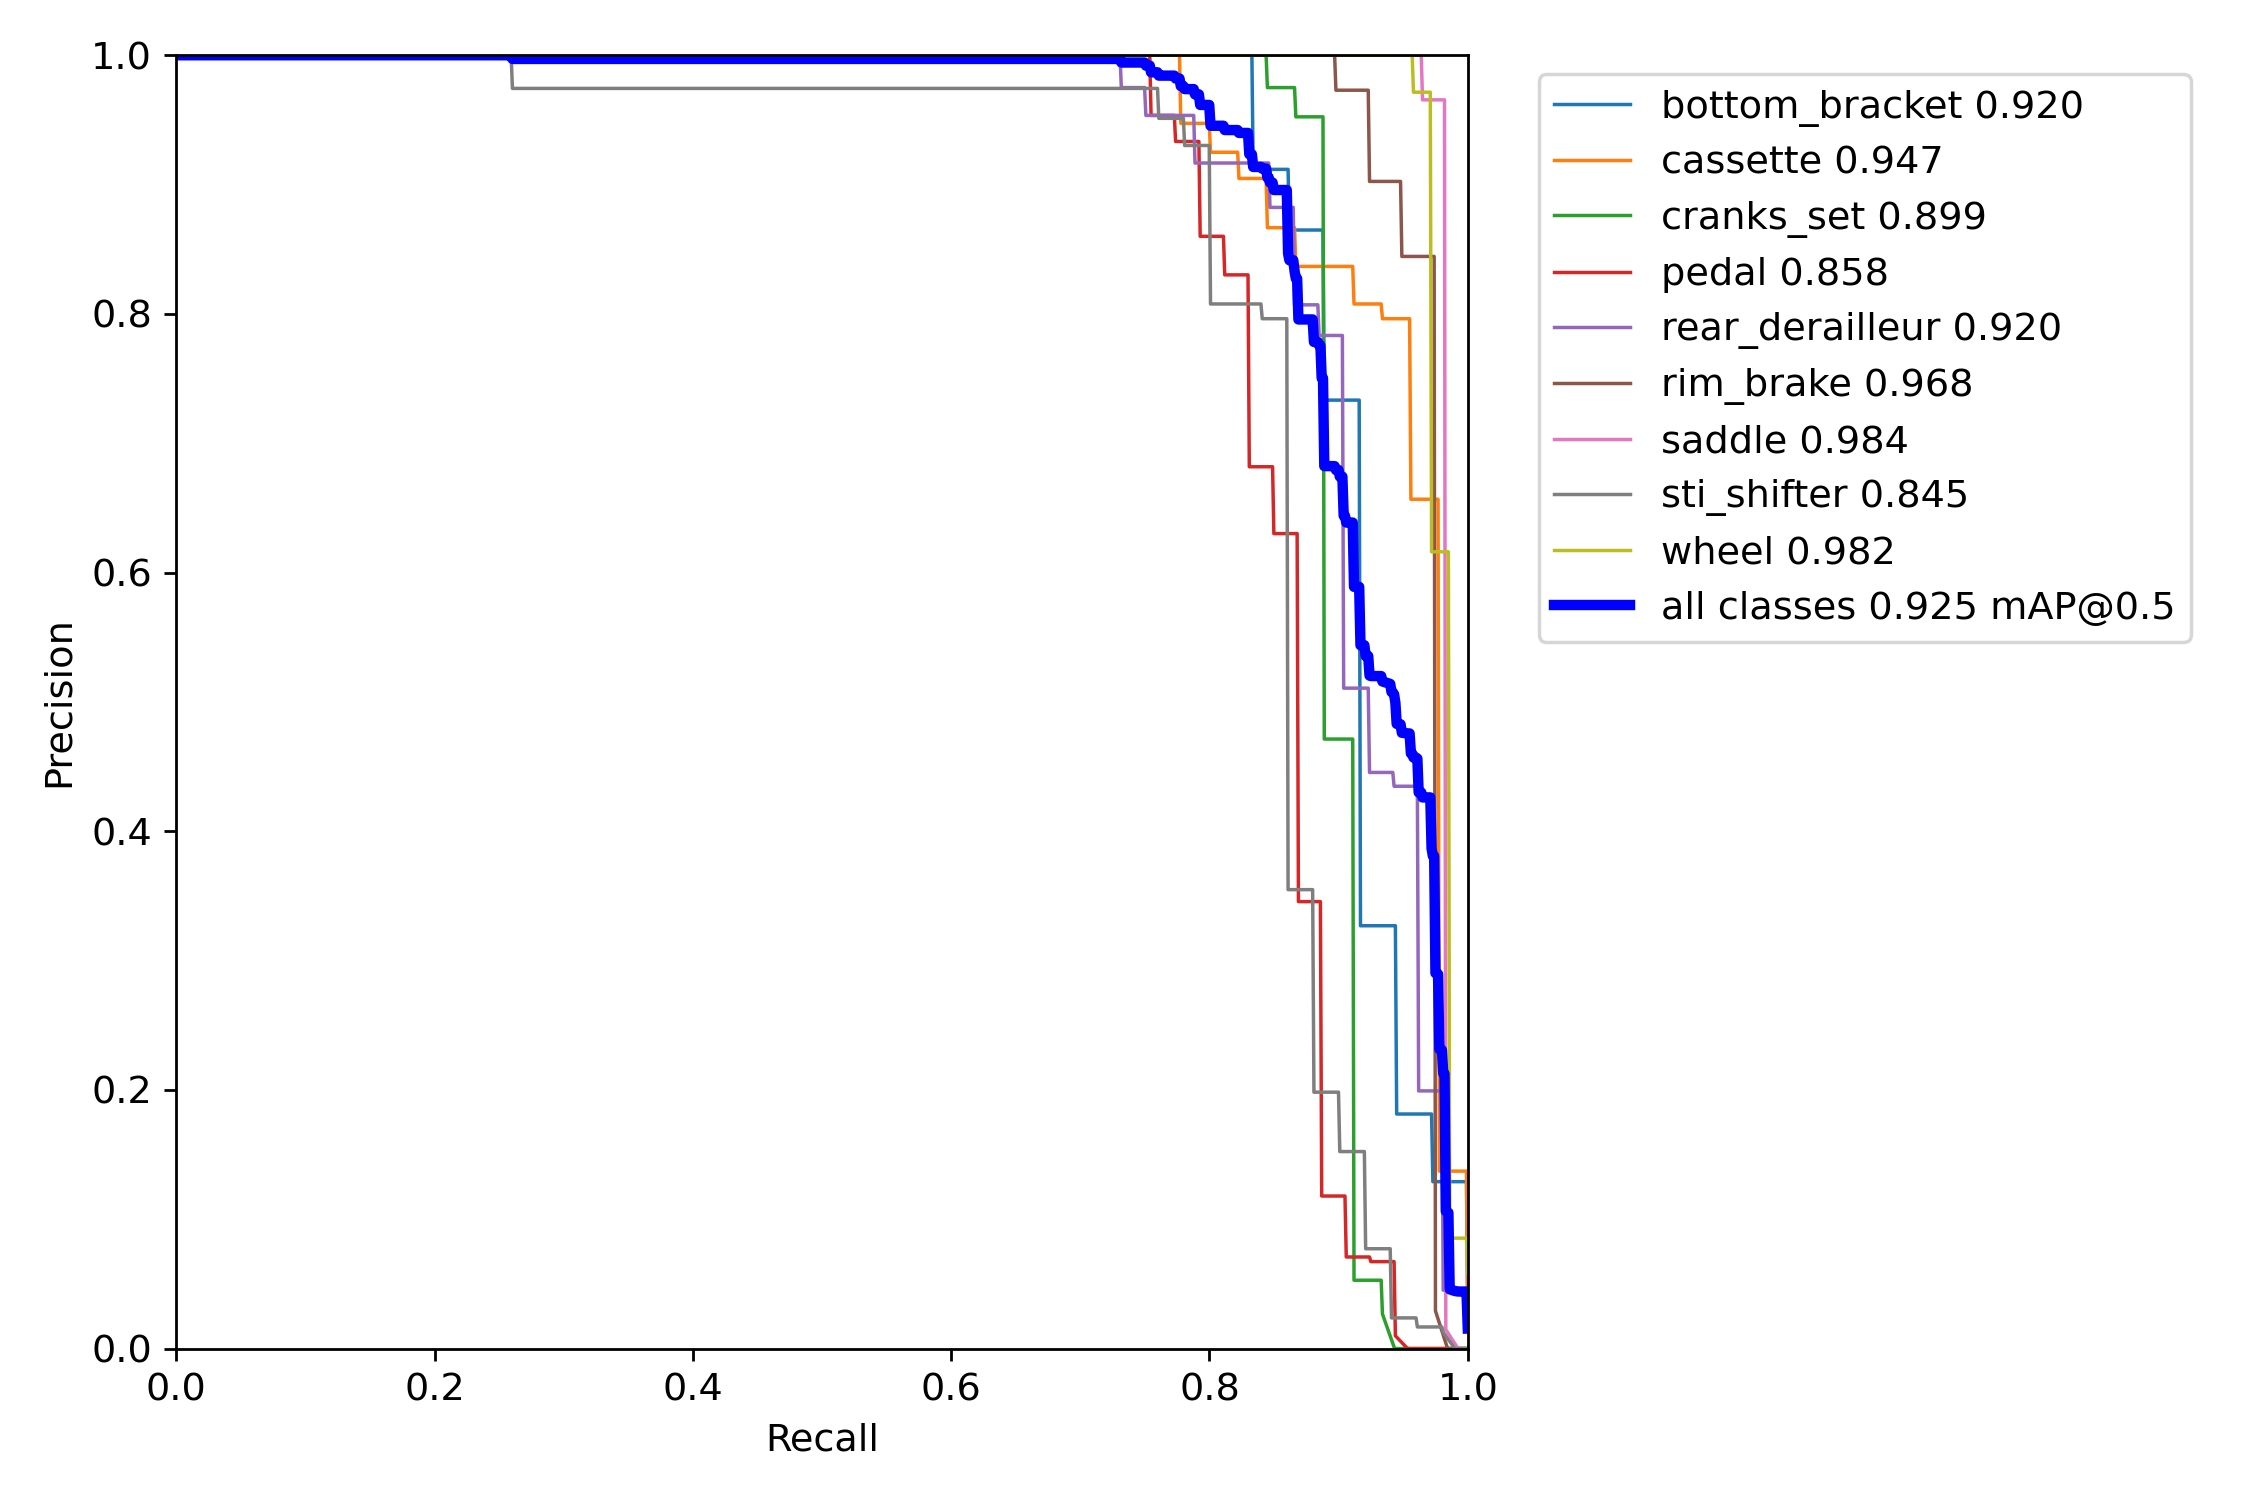 1.0
0.8
0.6
0.4
0.2
0.0
0.0 0.2 0.4 0.6 0.8 1.0
Precision
Recall
bottom_bracket 0.920
cassette 0.947
cranks_set 0.899
pedal 0.858
rear_derailleur 0.920
rim_brake 0.968
saddle 0.984
sti_shifter 0.845
wheel 0.982
all classes 0.925 mAP@0.5